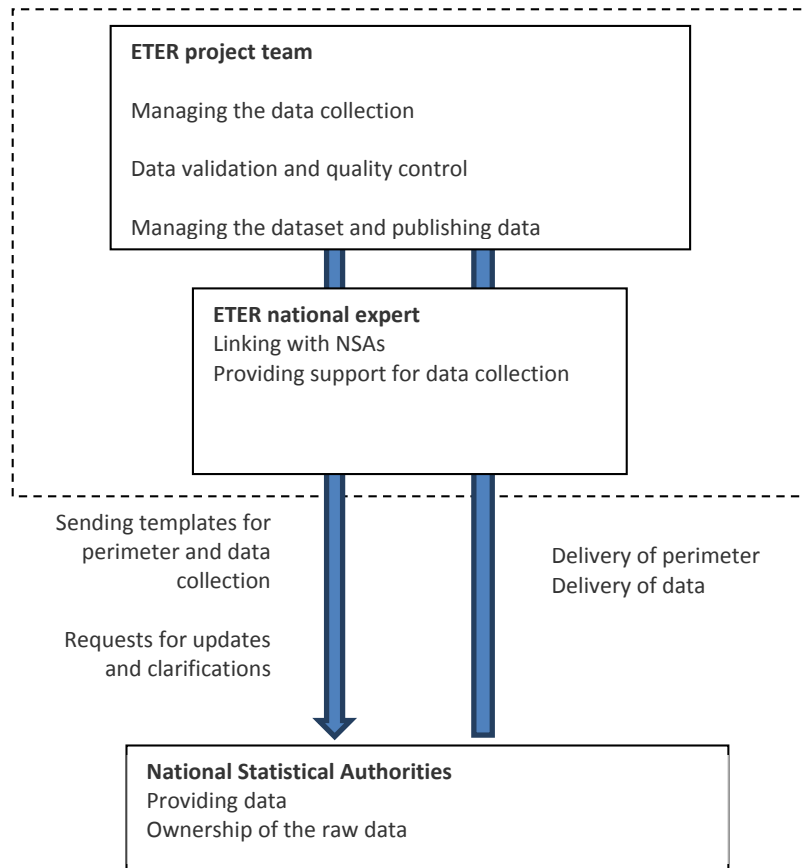 ETER project team
Managing the data collection
Data validation and quality control
Managing the dataset and publishing data
ETER national expert
Linking with NSAs
Providing support for data collection
Sending templates for
perimeter and data
collection
Requests for updates
and clarifications
Delivery of perimeter
Delivery of data
National Statistical Authorities
Providing data
Ownership of the raw data